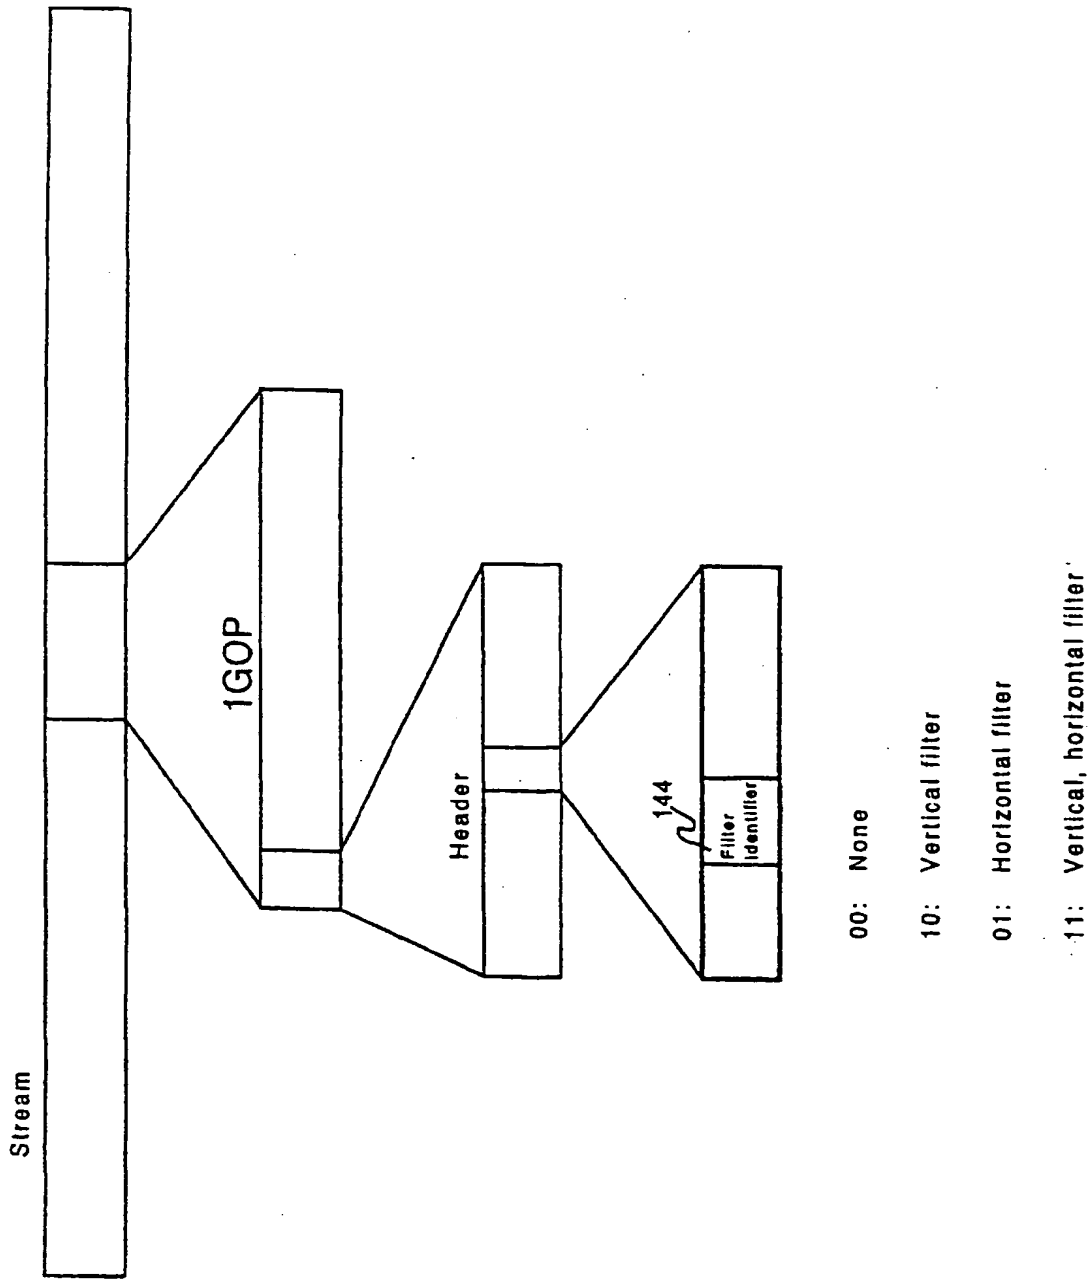 Stream
1GOP
Header
144
Filter
identifier
00: None
10: Vertical filter
01: Horizontal filter
11: Vertical, horizontal filter